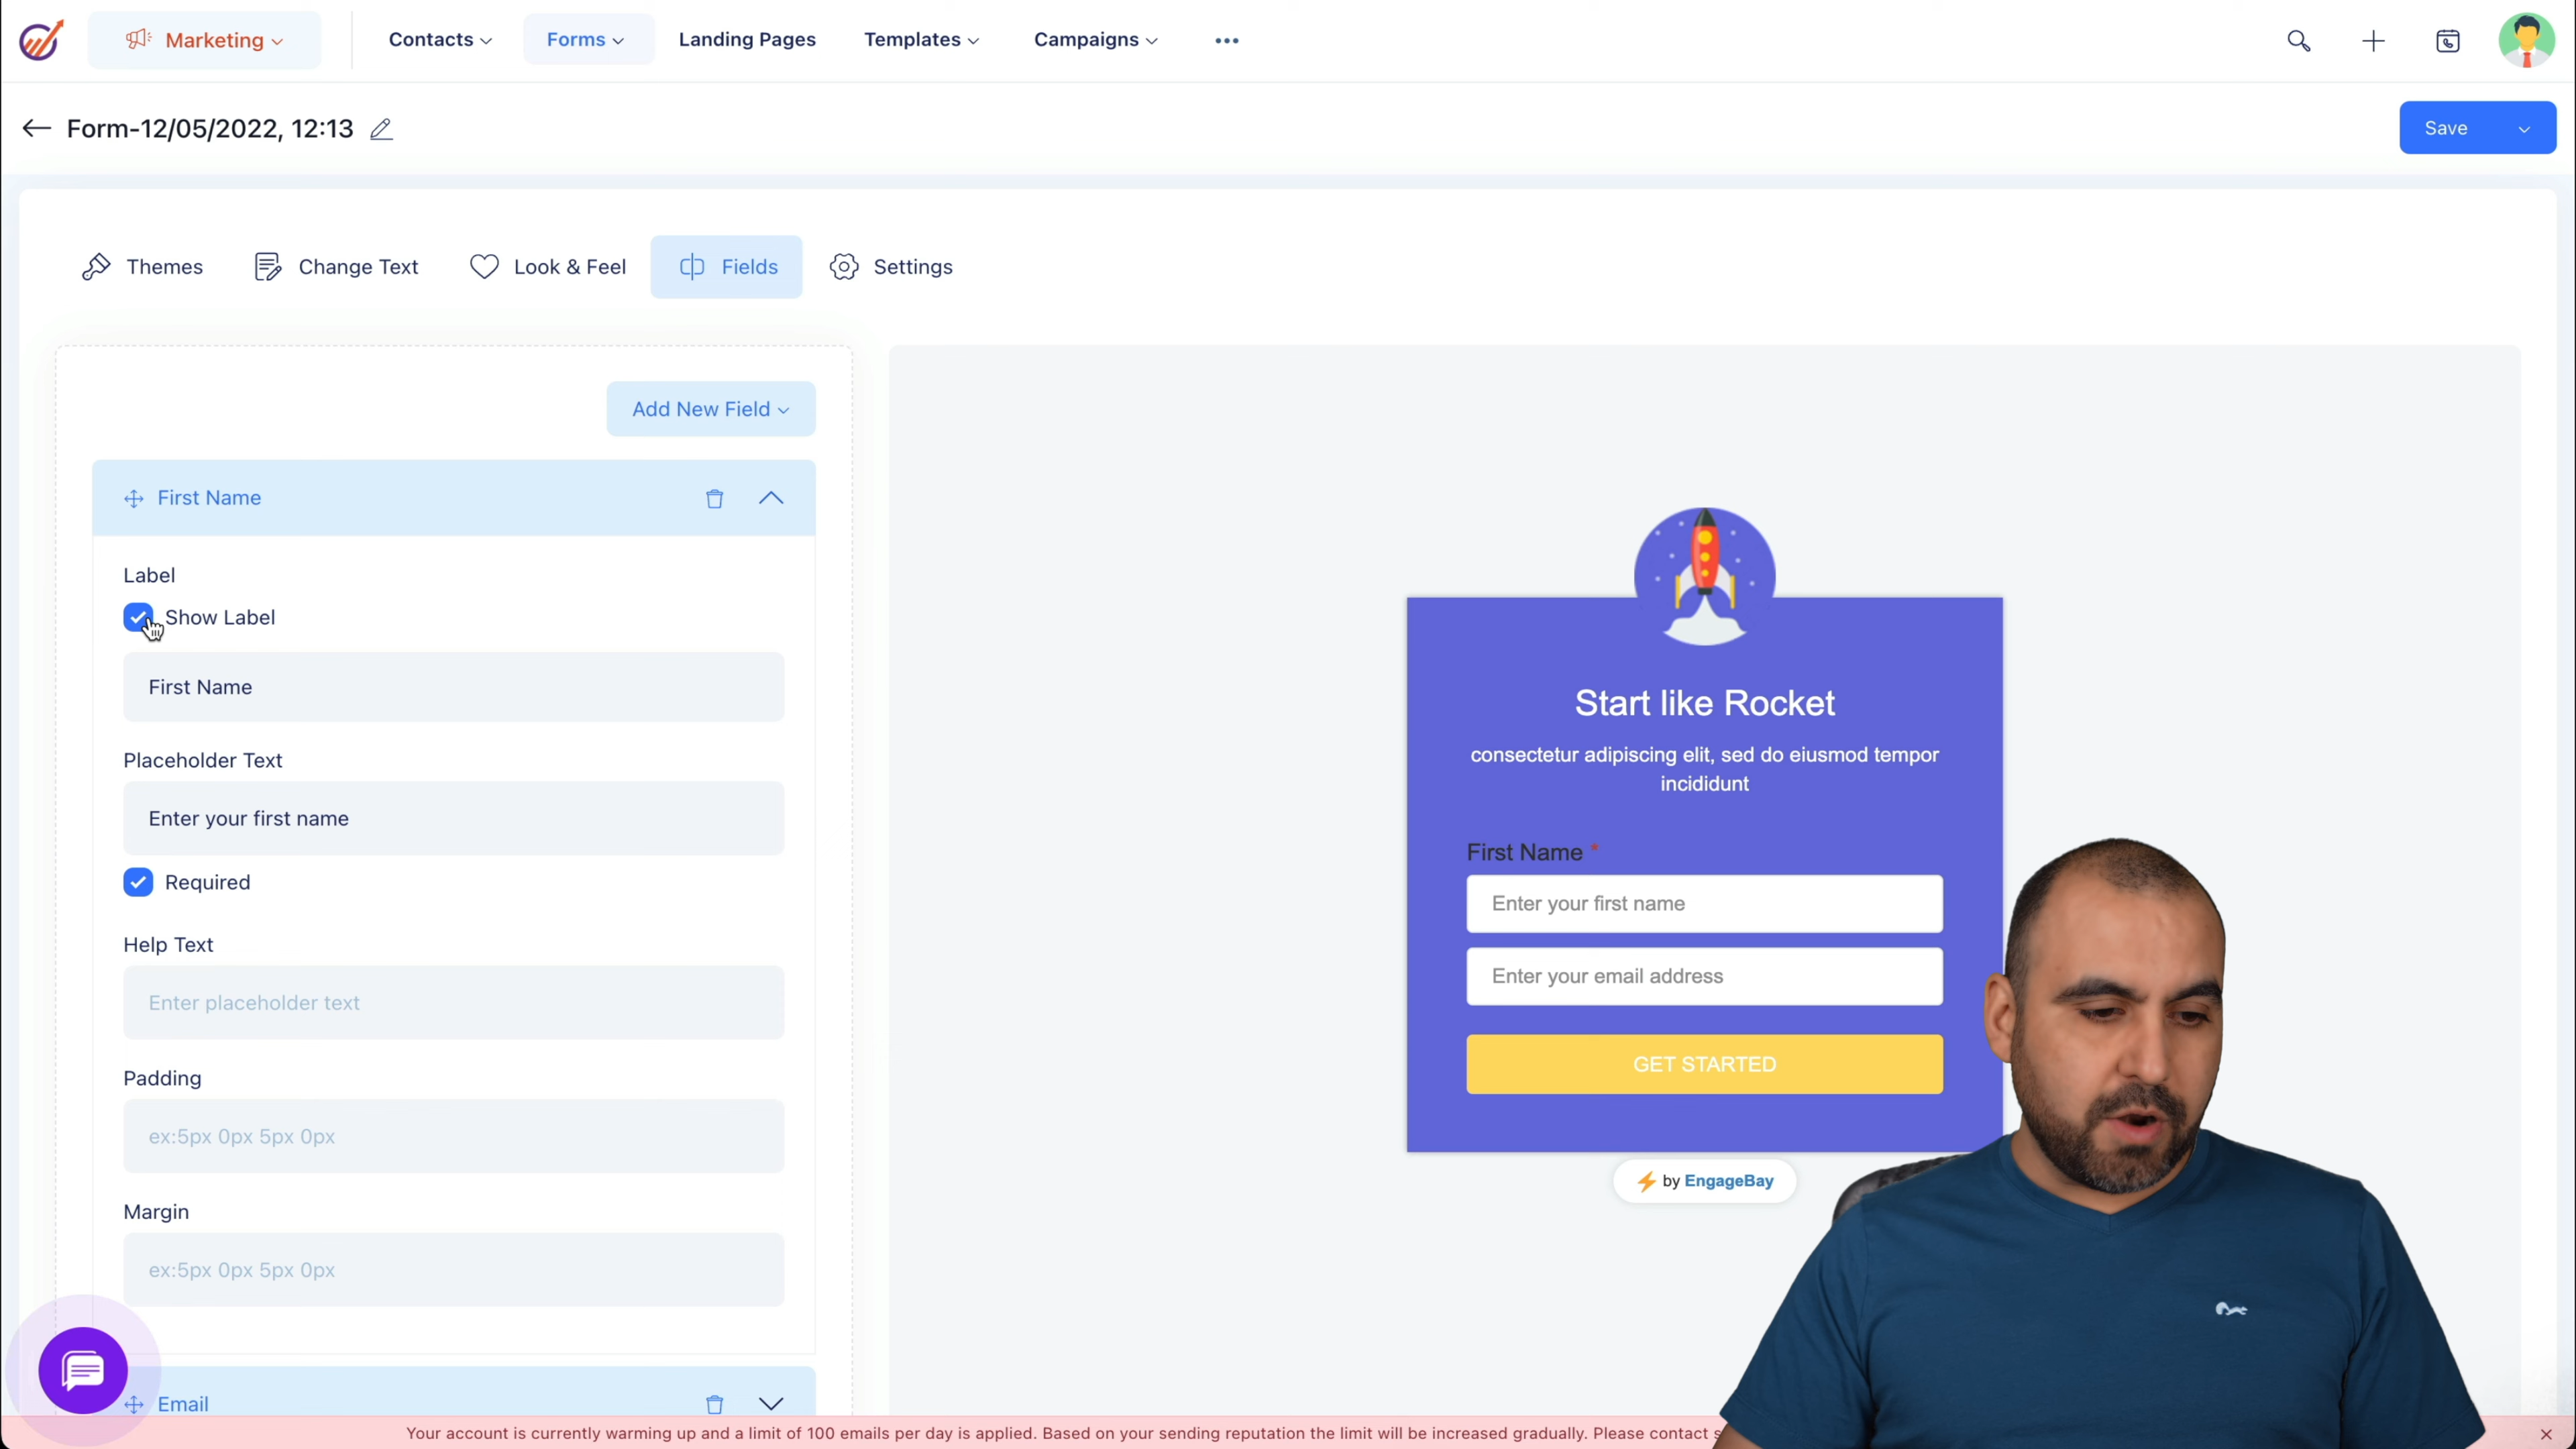 Marketing
Contacts
Forms
Landing Pages
Templates
Campaigns
Form-12/05/2022, 12:13
Save
Themes
Change Text
Look & Feel
Fields
Settings
Add New Field
First Name
Label
Show Label
First Name
Placeholder Text
Enter your first name
Required
Help Text
Enter placeholder text
Padding
ex:5px 0px 5px 0px
Margin
ex:5px 0px 5px 0px
Email
Start like Rocket
consectetur adipiscing elit, sed do eiusmod tempor
incididunt
First Name *
Enter your first name
Enter your email address
GET STARTED
by EngageBay
Your account is currently warming up and a limit of 100 emails per day is applied. Based on your sending reputation the limit will be increased gradually. Please contact